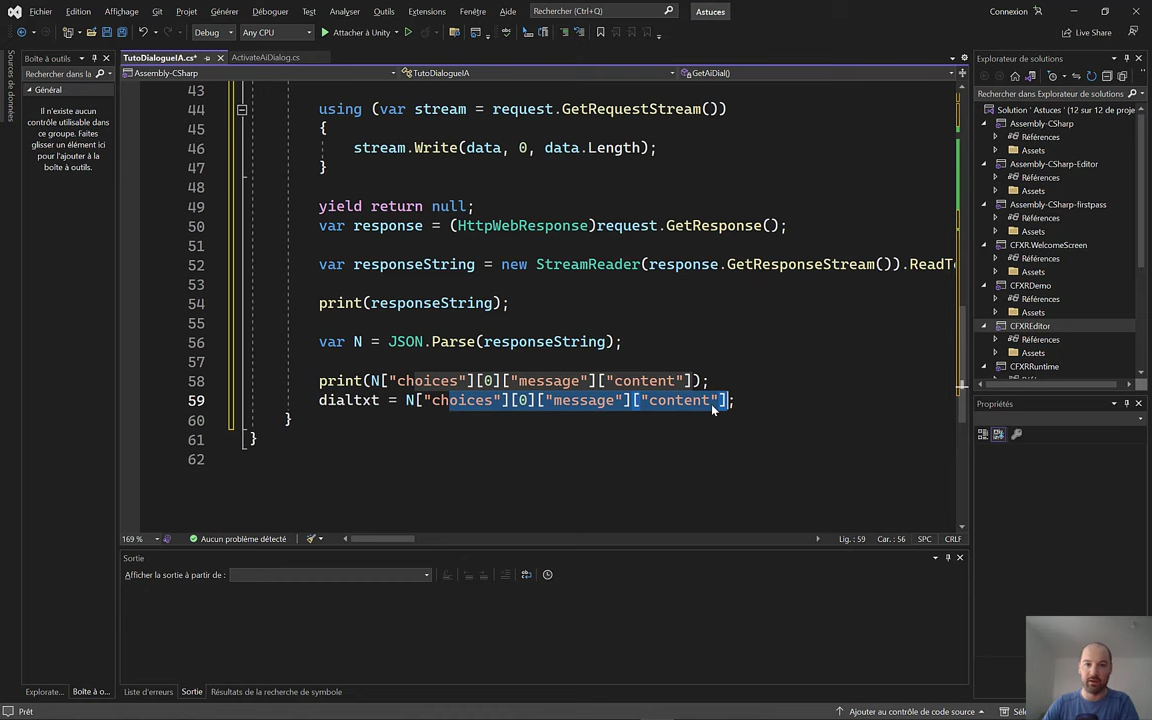 Fichier Edition Affichage Git Projet Générer Déboguer Test Analyser Outils Extensions Fenêtre Aide Rechercher (Ctrl+Q) Astuces Connexion
Debug Any CPU Attacher à Unity Live Share
Sources de données
Boîte à outils
Rechercher dans la
Général
Il n'existe aucun
contrôle utilisable dans
ce groupe. Faites
glisser un élément ici
pour l'ajouter à la
boîte à outils.
TutoDialogueIA.cs* ActivateAiDialog.cs
Assembly-CSharp TutoDialogueIA GetAiDial()
43
44 using (var stream = request.GetRequestStream())
45 {
46 stream.Write(data, 0, data.Length);
47 }
48
49 yield return null;
50 var response = (HttpWebResponse)request.GetResponse();
51
52 var responseString = new StreamReader(response.GetResponseStream()).ReadTo
53
54 print(responseString);
55
56 var N = JSON.Parse(responseString);
57
58 print(N["choices"][0]["message"]["content"]);
59 dialtxt = N["choices"][0]["message"]["content"];
60 }
61 }
62
169 % Aucun problème détecté Lig. : 59 Car. : 56 SPC CRLF
Sortie
Afficher la sortie à partir de :
Explorate... Boîte à o... Liste d'erreurs Sortie Résultats de la recherche de symbole
Prêt Ajouter au contrôle de code source
Explorateur de solutions
Rechercher dans Explorateur de solutions
Solution 'Astuces' (12 sur 12 de proje
Assembly-CSharp
Références
Assets
Assembly-CSharp-Editor
Références
Assets
Assembly-CSharp-firstpass
Références
Assets
CFXR.WelcomeScreen
Références
Assets
CFXRDemo
Références
Assets
CFXREditor
Références
Assets
CFXRRuntime
Références
Assets
Propriétés